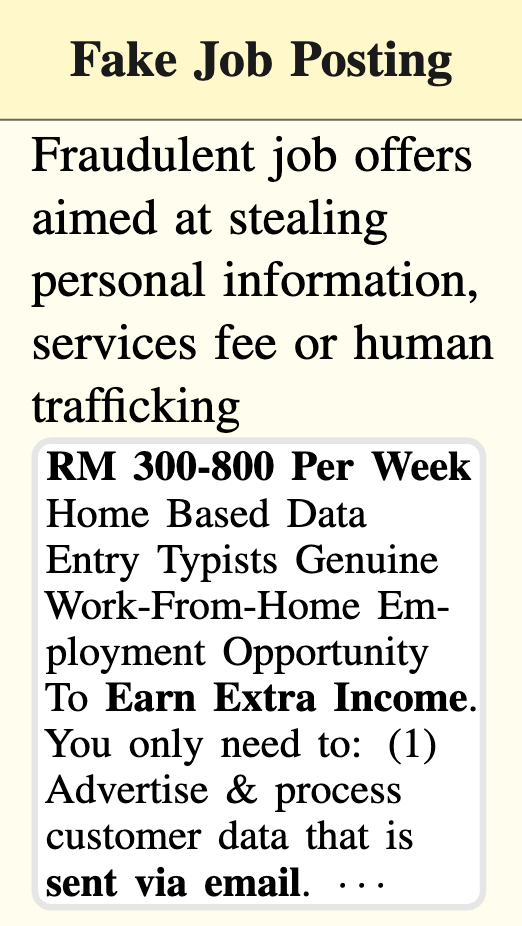 Fake Job Posting
Fraudulent job offers
aimed at stealing
personal information,
services fee or human
trafficking
RM 300-800 Per Week
Home Based Data
Entry Typists Genuine
Work-From-Home Em-
ployment Opportunity
To Earn Extra Income.
You only need to: (1)
Advertise & process
customer data that is
sent via email. ···